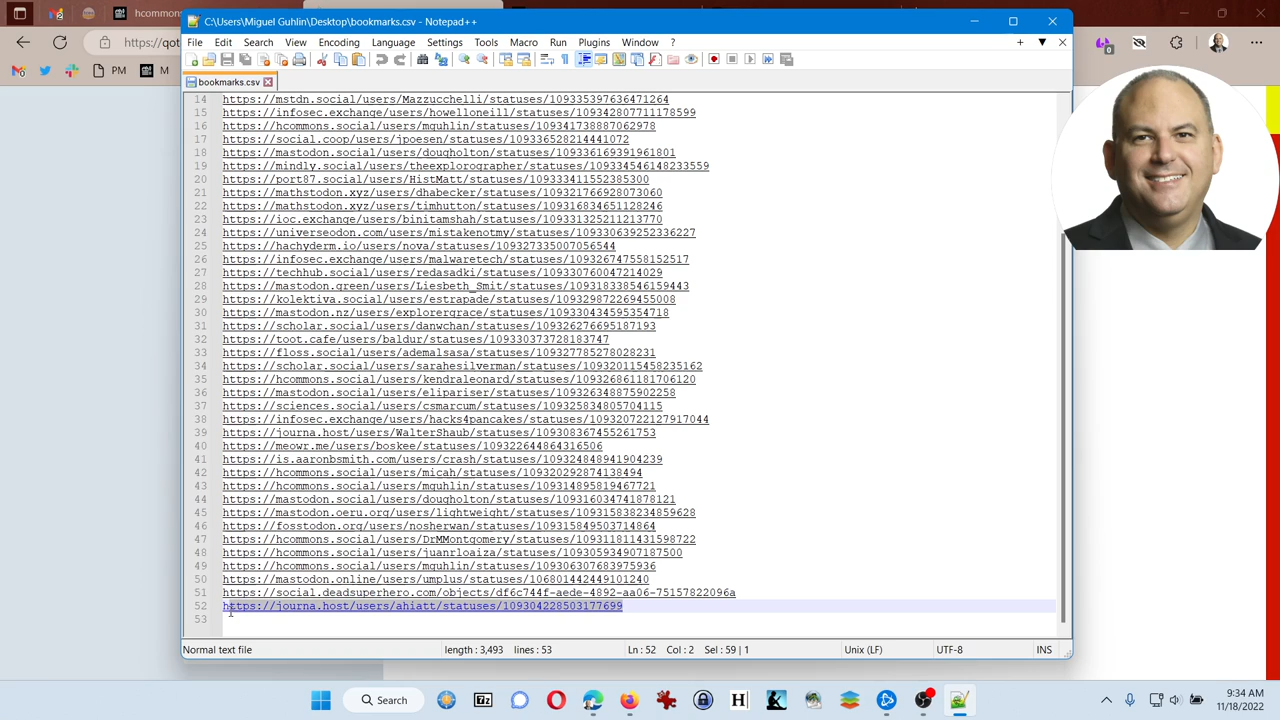 hcommons
C:\Users\Miguel Guhlin\Desktop\bookmarks.csv - Notepad++
https://qot
File Edit Search View Encoding Language Settings Tools Macro Run Plugins Window ?
PM
M
bookmarks.csv
14 https://mstdn.social/users/Mazzucchelli/statuses/109335397636471264
15 https://infosec.exchange/users/howelloneill/statuses/109342807711178599
16 https://hcommons.social/users/mguhlin/statuses/109341738887062978
17 https://social.coop/users/jpoesen/statuses/109336528214441072
18 https://mastodon.social/users/dougholton/statuses/109336169391961801
19 https://mindly.social/users/theexplorographer/statuses/109334546148233559
20 https://port87.social/users/HistMatt/statuses/109333411552385300
21 https://mathstodon.xyz/users/dhabecker/statuses/109321766928073060
22 https://mathstodon.xyz/users/timhutton/statuses/109316834651128246
23 https://ioc.exchange/users/binitamshah/statuses/109331325211213770
24 https://universeodon.com/users/mistakenotmy/statuses/109330639252336227
25 https://hachyderm.io/users/nova/statuses/109327335007056544
26 https://infosec.exchange/users/malwaretech/statuses/109326747558152517
27 https://techhub.social/users/redasadki/statuses/109330760047214029
28 https://mastodon.green/users/Liesbeth_Smit/statuses/109318338546159443
29 https://kolektiva.social/users/estrapade/statuses/109329872269455008
30 https://mastodon.nz/users/explorergrace/statuses/109330434595354718
31 https://scholar.social/users/danwchan/statuses/109326276695187193
32 https://toot.cafe/users/baldur/statuses/109330373728183747
33 https://floss.social/users/ademalsasa/statuses/109327785278028231
34 https://scholar.social/users/sarahesilverman/statuses/109320115458235162
35 https://hcommons.social/users/kendraleonard/statuses/109326861181706120
36 https://mastodon.social/users/elipariser/statuses/109326348875902258
37 https://sciences.social/users/csmarcum/statuses/109325834805704115
38 https://infosec.exchange/users/hacks4pancakes/statuses/109320722127917044
39 https://journa.host/users/WalterShaub/statuses/109308367455261753
40 https://meowr.me/users/boskee/statuses/109322644864316506
41 https://is.aaronbsmith.com/users/crash/statuses/109324848941904239
42 https://hcommons.social/users/micah/statuses/109320292874138494
43 https://hcommons.social/users/mguhlin/statuses/109314895819467721
44 https://mastodon.social/users/dougholton/statuses/109316034741878121
45 https://mastodon.oeru.org/users/lightweight/statuses/109315838234859628
46 https://fosstodon.org/users/nosherwan/statuses/109315849503714864
47 https://hcommons.social/users/DrMMontgomery/statuses/109311811431598722
48 https://hcommons.social/users/juanrloaiza/statuses/109305934907187500
49 https://hcommons.social/users/mguhlin/statuses/109306307683975936
50 https://mastodon.online/users/umplus/statuses/106801442449101240
51 https://social.deadsuperhero.com/objects/df6c744f-aede-4892-aa06-75157822096a
52 https://journa.host/users/ahiatt/statuses/109304228503177699
53
Normal text file length : 3,493 lines : 53 Ln : 52 Col : 2 Sel : 59 | 1 Unix (LF) UTF-8 INS
Search
9:34 AM
11/18/2022